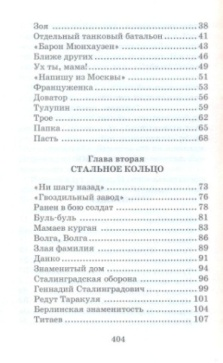 Зоя ........ 38
Отдельный танковый батальон ........ 41
«Барон Мюнхаузен» ........ 43
Ближе других ........ 46
Ух ты, мама! ........ 49
«Напишу из Москвы» ........ 51
Француженка ........ 53
Доватор ........ 56
Тулупин ........ 59
Трое ........ 62
Папка ........ 65
Пасть ........ 68
Глава вторая
СТАЛЬНОЕ КОЛЬЦО
«Ни шагу назад» ........ 73
«Гвоздильный завод» ........ 76
Ранен в бою солдат ........ 78
Буль-буль ........ 81
Мамаев курган ........ 83
Волга, Волга ........ 86
Злая фамилия ........ 89
Данко ........ 91
Знаменитый дом ........ 94
Сталинградская оборона ........ 96
Геннадий Сталинградович ........ 99
Редут Таракуля ........ 101
Берлинская знаменитость ........ 104
Титаев ........ 107
404